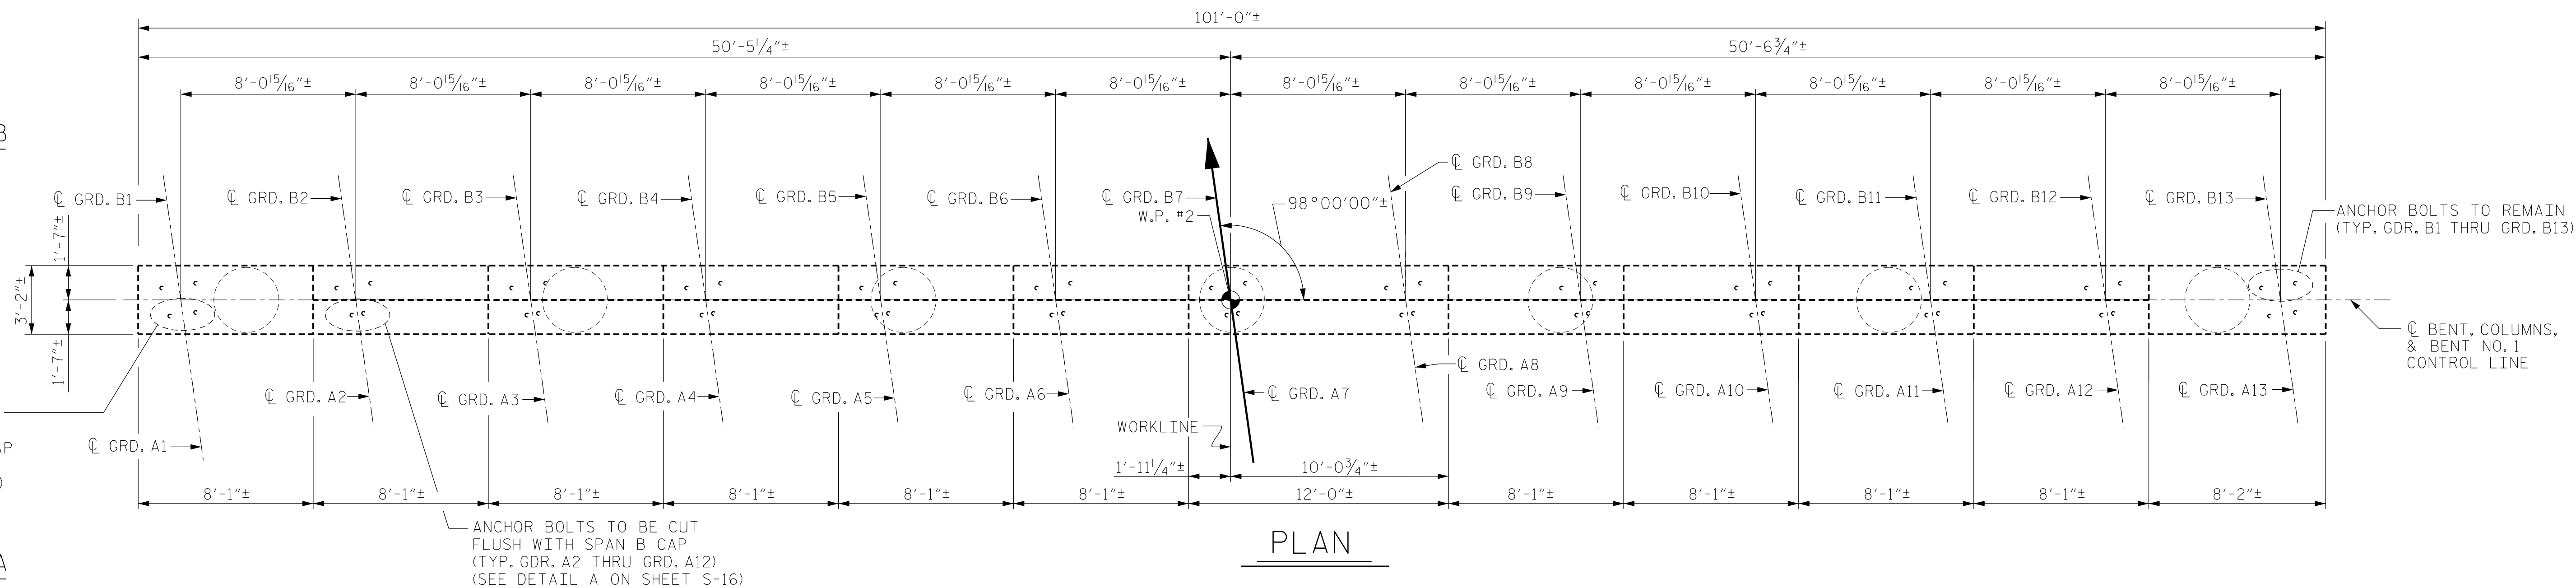 101'-0"±
50'-5 1/4"± 50'-6 3/4"±
8'-0 15/16"± 8'-0 15/16"± 8'-0 15/16"± 8'-0 15/16"± 8'-0 15/16"± 8'-0 15/16"± 8'-0 15/16"± 8'-0 15/16"± 8'-0 15/16"± 8'-0 15/16"± 8'-0 15/16"± 8'-0 15/16"±
B
℄ GRD. B1
℄ GRD. B2
℄ GRD. B3
℄ GRD. B4
℄ GRD. B5
℄ GRD. B6
℄ GRD. B7
W.P. #2
98°00'00"±
℄ GRD. B8
℄ GRD. B9
℄ GRD. B10
℄ GRD. B11
℄ GRD. B12
℄ GRD. B13
ANCHOR BOLTS TO REMAIN
(TYP. GDR. B1 THRU GRD. B13)
1'-7"±
3'-2"±
1'-7"±
℄ BENT, COLUMNS,
& BENT NO. 1
CONTROL LINE
℄ GRD. A1
℄ GRD. A2
℄ GRD. A3
℄ GRD. A4
℄ GRD. A5
℄ GRD. A6
℄ GRD. A7
℄ GRD. A8
℄ GRD. A9
℄ GRD. A10
℄ GRD. A11
℄ GRD. A12
℄ GRD. A13
WORKLINE
1'-11 1/4"± 10'-0 3/4"±
8'-1"± 8'-1"± 8'-1"± 8'-1"± 8'-1"± 8'-1"± 12'-0"± 8'-1"± 8'-1"± 8'-1"± 8'-1"± 8'-2"±
ANCHOR BOLTS TO BE CUT
FLUSH WITH SPAN B CAP
(TYP. GDR. A2 THRU GRD. A12)
(SEE DETAIL A ON SHEET S-16)
PLAN
A